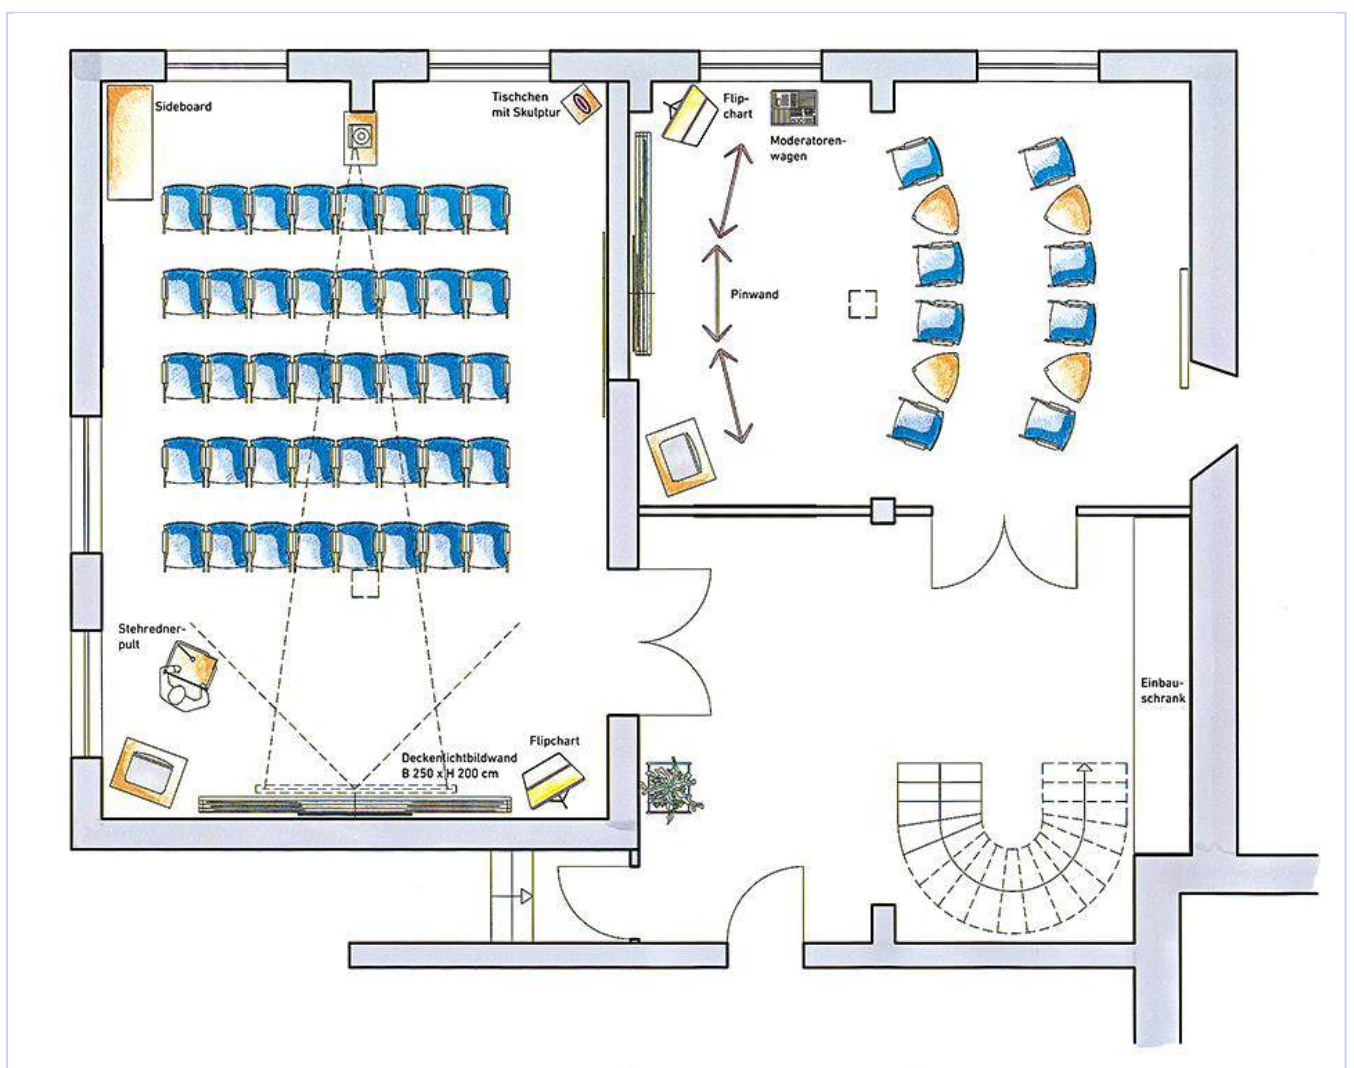 Sideboard
Tischchen
mit Skulptur
Flip-
chart
Moderatoren-
wagen
Pinwand
Stehredner-
pult
Flipchart
Deckenlichtbildwand
B 250 x H 200 cm
Einbau-
schrank